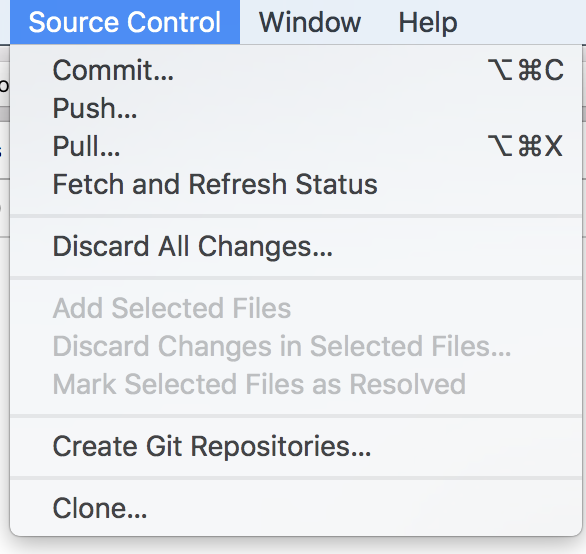 Source Control Window Help
Commit... ⌥⌘C
Push...
Pull... ⌥⌘X
Fetch and Refresh Status
Discard All Changes...
Add Selected Files
Discard Changes in Selected Files...
Mark Selected Files as Resolved
Create Git Repositories...
Clone...